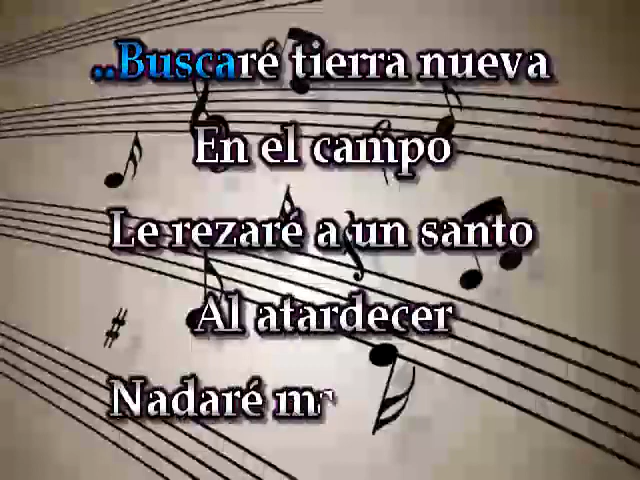 ..Buscaré tierra nueva
En el campo
Le rezaré a un santo
Al atardecer
Nadaré